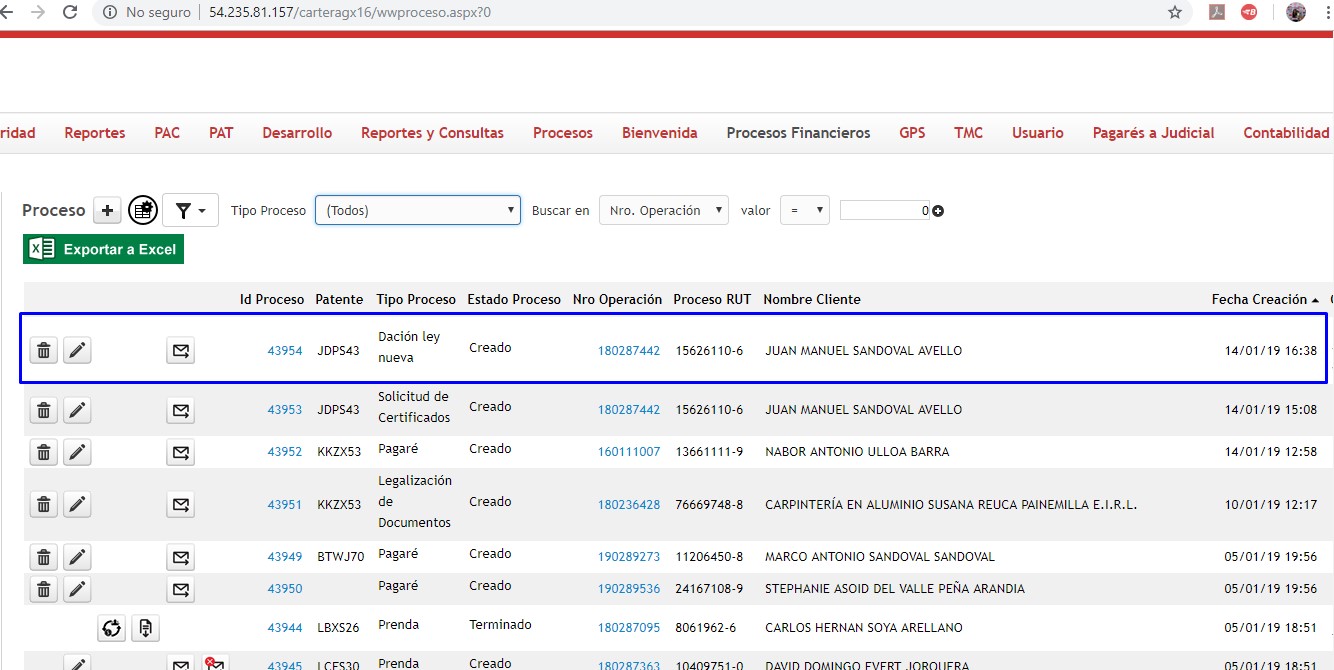 No seguro | 54.235.81.157/carteragx16/wwproceso.aspx?0
ridad Reportes PAC PAT Desarrollo Reportes y Consultas Procesos Bienvenida Procesos Financieros GPS TMC Usuario Pagarés a Judicial Contabilidad
Proceso Tipo Proceso (Todos) Buscar en Nro. Operación valor = 0
Exportar a Excel
Id Proceso Patente Tipo Proceso Estado Proceso Nro Operación Proceso RUT Nombre Cliente Fecha Creación
43954 JDPS43 Dación ley nueva Creado 180287442 15626110-6 JUAN MANUEL SANDOVAL AVELLO 14/01/19 16:38
43953 JDPS43 Solicitud de Certificados Creado 180287442 15626110-6 JUAN MANUEL SANDOVAL AVELLO 14/01/19 15:08
43952 KKZX53 Pagaré Creado 160111007 13661111-9 NABOR ANTONIO ULLOA BARRA 14/01/19 12:58
43951 KKZX53 Legalización de Documentos Creado 180236428 76669748-8 CARPINTERÍA EN ALUMINIO SUSANA REUCA PAINEMILLA E.I.R.L. 10/01/19 12:17
43949 BTWJ70 Pagaré Creado 190289273 11206450-8 MARCO ANTONIO SANDOVAL SANDOVAL 05/01/19 19:56
43950 Pagaré Creado 190289536 24167108-9 STEPHANIE ASOID DEL VALLE PEÑA ARANDIA 05/01/19 19:56
43944 LBXS26 Prenda Terminado 180287095 8061962-6 CARLOS HERNAN SOYA ARELLANO 05/01/19 18:51
43945 LCFS30 Prenda Creado 180287363 10409751-0 DAVID DOMINGO EVERT JORQUERA 05/01/19 18:51